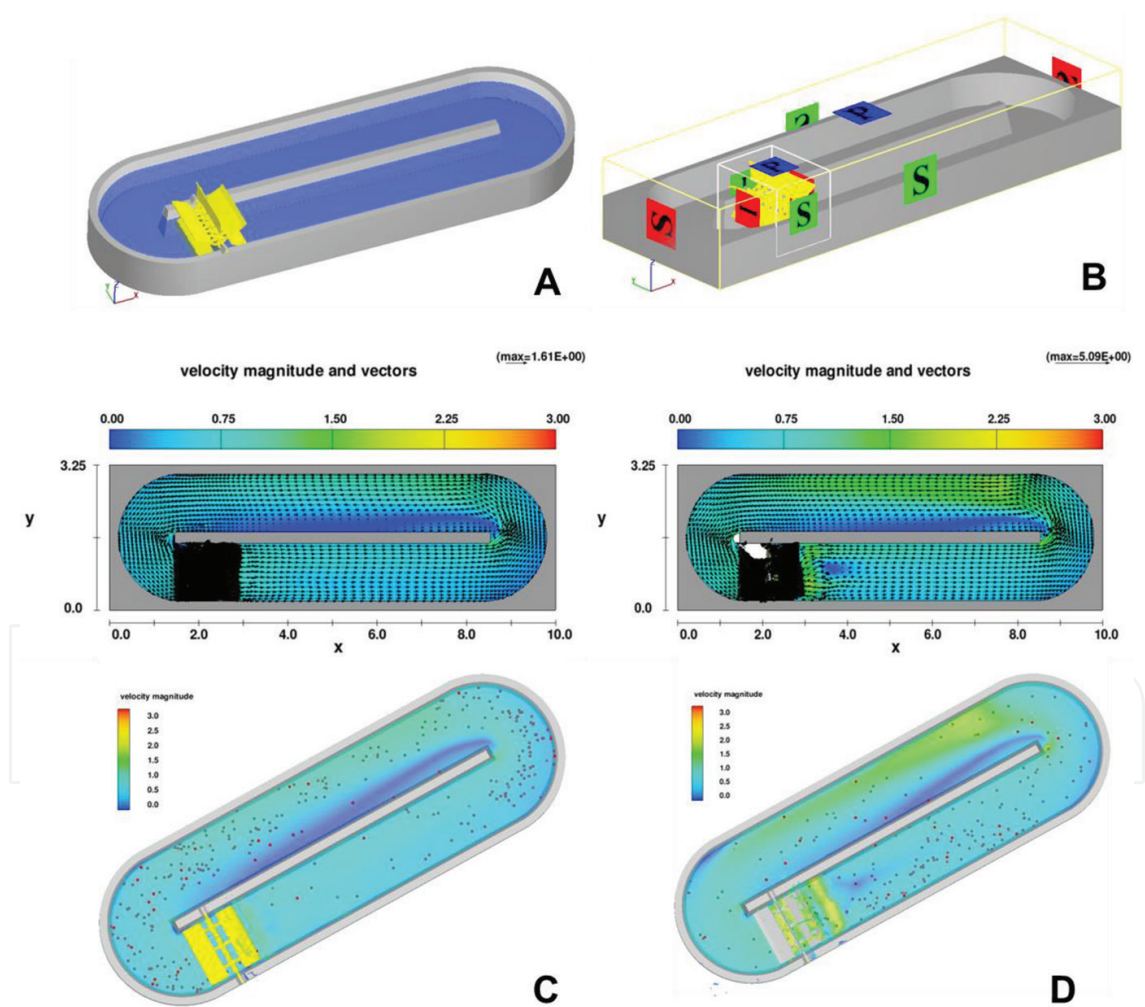 A
B
S
S
P
S
P
1
S
(max=1.61E+00)
velocity magnitude and vectors
0.00 0.75 1.50 2.25 3.00
3.25
y
0.0
0.0 2.0 4.0 6.0 8.0 10.0
x
(max=5.09E+00)
velocity magnitude and vectors
0.00 0.75 1.50 2.25 3.00
3.25
y
0.0
0.0 2.0 4.0 6.0 8.0 10.0
x
velocity magnitude
3.0
2.5
2.0
1.5
1.0
0.5
0.0
C
velocity magnitude
3.0
2.5
2.0
1.5
1.0
0.5
0.0
D